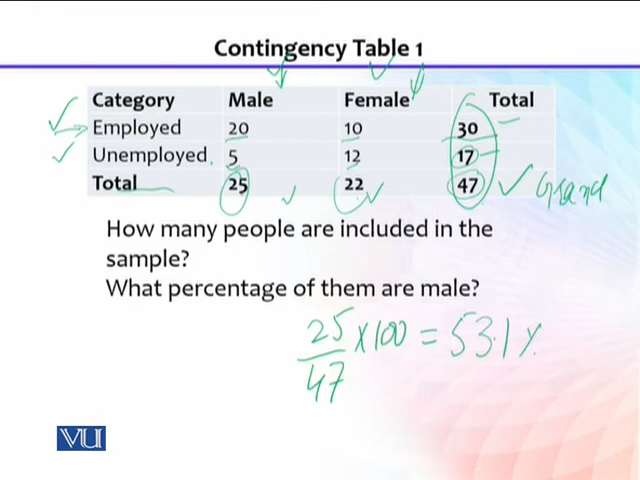 Contingency Table 1
Category Male Female Total
Employed 20 10 30
Unemployed 5 12 17
Total 25 22 47
Grand
How many people are included in the
sample?
What percentage of them are male?
25/47 × 100 = 53.1 %
VU